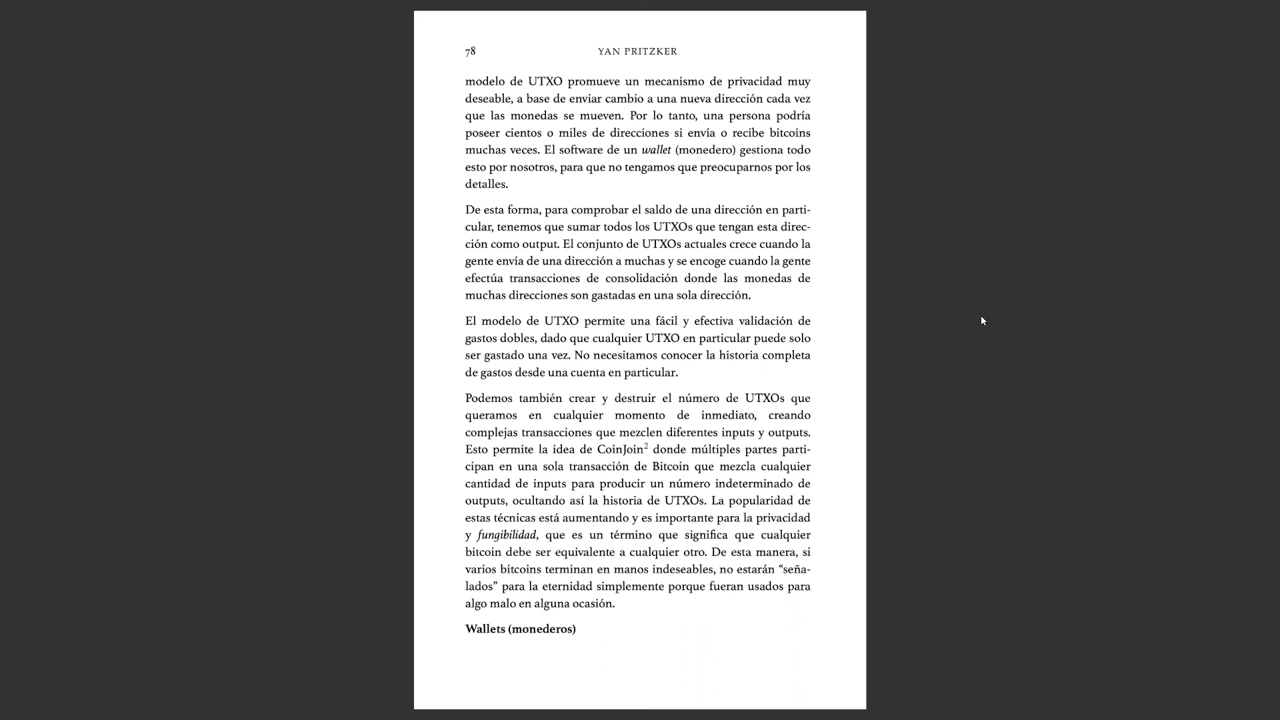 78
YAN PRITZKER
modelo de UTXO promueve un mecanismo de privacidad muy
deseable, a base de enviar cambio a una nueva dirección cada vez
que las monedas se mueven. Por lo tanto, una persona podría
poseer cientos o miles de direcciones si envía o recibe bitcoins
muchas veces. El software de un wallet (monedero) gestiona todo
esto por nosotros, para que no tengamos que preocuparnos por los
detalles.
De esta forma, para comprobar el saldo de una dirección en parti-
cular, tenemos que sumar todos los UTXOs que tengan esta direc-
ción como output. El conjunto de UTXOs actuales crece cuando la
gente envía de una dirección a muchas y se encoge cuando la gente
efectúa transacciones de consolidación donde las monedas de
muchas direcciones son gastadas en una sola dirección.
El modelo de UTXO permite una fácil y efectiva validación de
gastos dobles, dado que cualquier UTXO en particular puede solo
ser gastado una vez. No necesitamos conocer la historia completa
de gastos desde una cuenta en particular.
Podemos también crear y destruir el número de UTXOs que
queramos en cualquier momento de inmediato, creando
complejas transacciones que mezclen diferentes inputs y outputs.
Esto permite la idea de CoinJoin² donde múltiples partes parti-
cipan en una sola transacción de Bitcoin que mezcla cualquier
cantidad de inputs para producir un número indeterminado de
outputs, ocultando así la historia de UTXOs. La popularidad de
estas técnicas está aumentando y es importante para la privacidad
y fungibilidad, que es un término que significa que cualquier
bitcoin debe ser equivalente a cualquier otro. De esta manera, si
varios bitcoins terminan en manos indeseables, no estarán “seña-
lados” para la eternidad simplemente porque fueran usados para
algo malo en alguna ocasión.
Wallets (monederos)